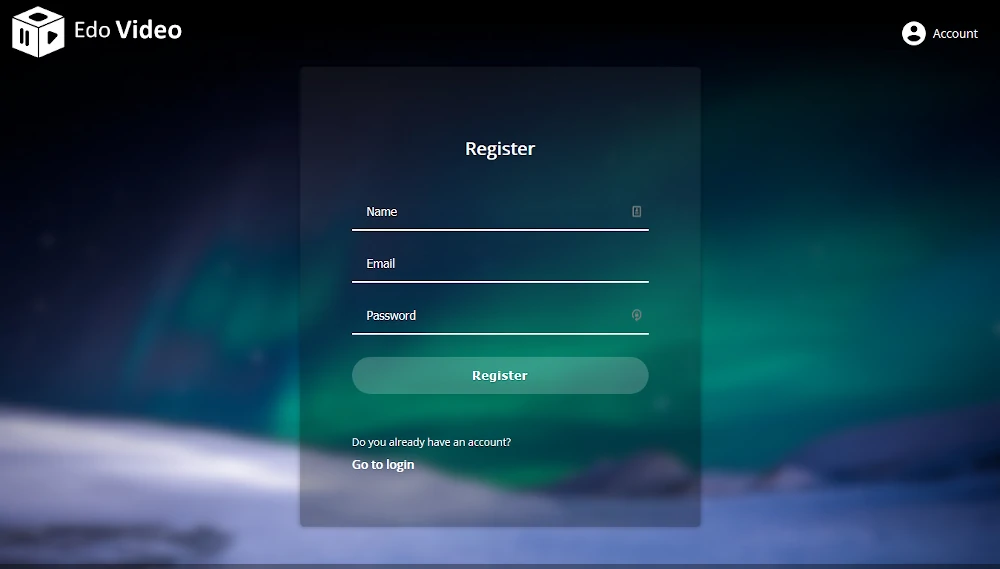 Edo Video
Account
Register
Name
Email
Password
Register
Do you already have an account?
Go to login